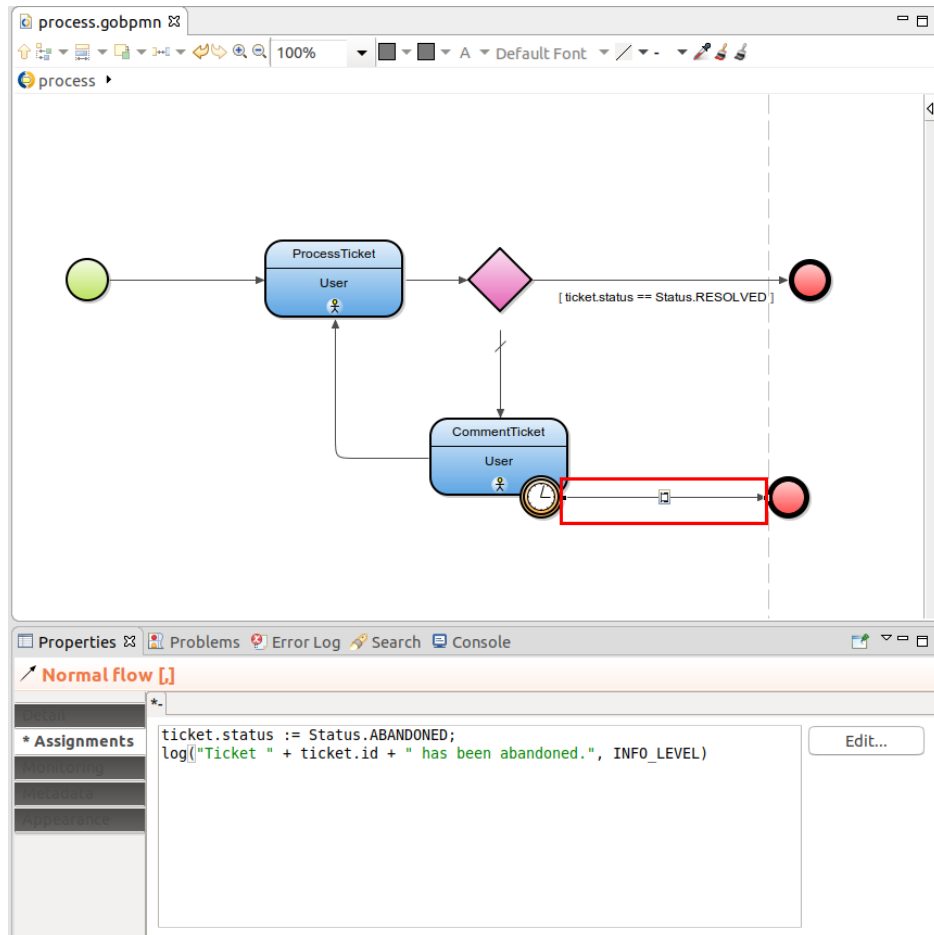 process.gobpmn
100%
A
Default Font
process
ProcessTicket
User
[ ticket.status == Status.RESOLVED ]
CommentTicket
User
Properties
Problems
Error Log
Search
Console
Normal flow [,]
*-
Detail
* Assignments
Monitoring
Metadata
Appearance
ticket.status := Status.ABANDONED;
log("Ticket " + ticket.id + " has been abandoned.", INFO_LEVEL)
Edit...